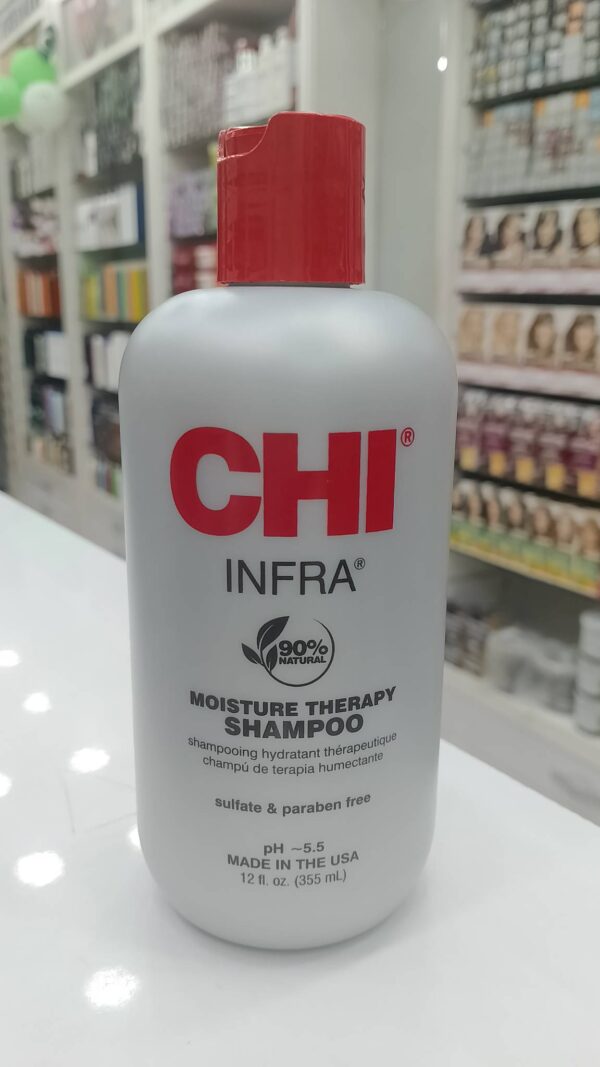 CHI®
INFRA®
90%
NATURAL
MOISTURE THERAPY
SHAMPOO
shampooing hydratant thérapeutique
champú de terapia humectante
sulfate & paraben free
pH ~5.5
MADE IN THE USA
12 fl. oz. (355 mL)